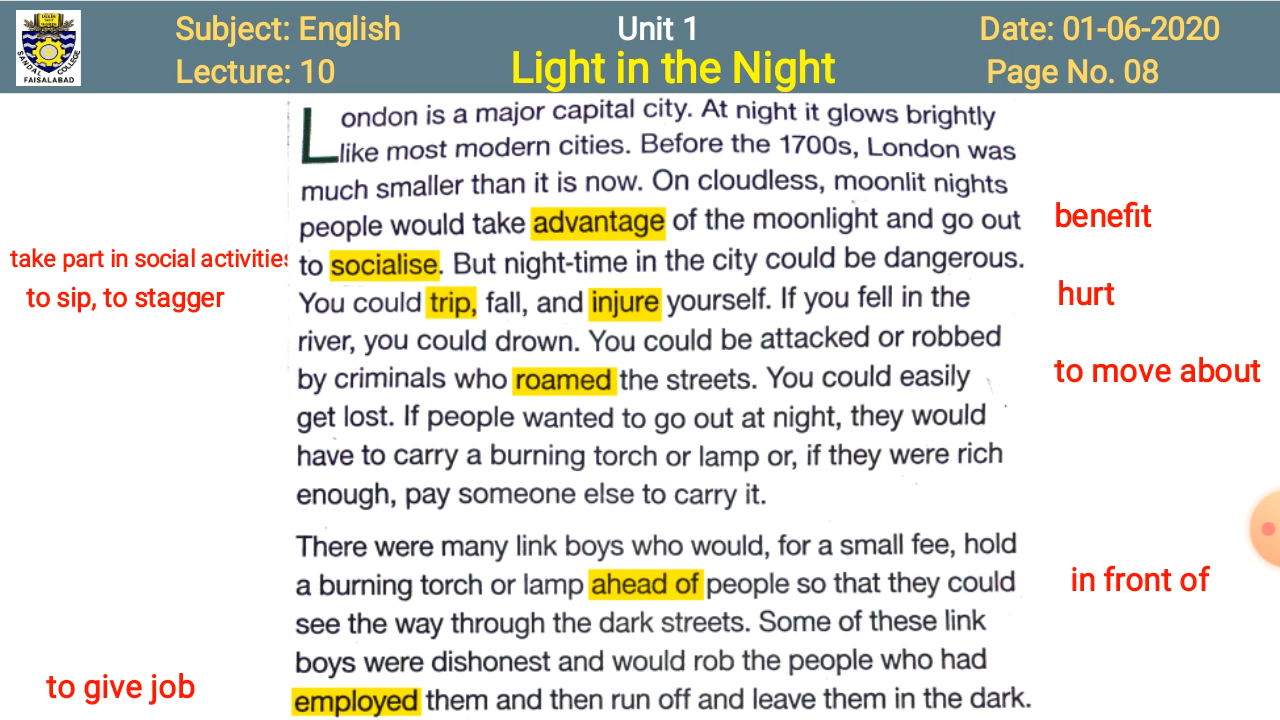 Subject: English
Unit 1
Date: 01-06-2020
Lecture: 10
Light in the Night
Page No. 08
SANDAL COLLEGE
FAISALABAD
London is a major capital city. At night it glows brightly
like most modern cities. Before the 1700s, London was
much smaller than it is now. On cloudless, moonlit nights
people would take advantage of the moonlight and go out
benefit
take part in social activities
to socialise. But night-time in the city could be dangerous.
to sip, to stagger
You could trip, fall, and injure yourself. If you fell in the
hurt
river, you could drown. You could be attacked or robbed
by criminals who roamed the streets. You could easily
to move about
get lost. If people wanted to go out at night, they would
have to carry a burning torch or lamp or, if they were rich
enough, pay someone else to carry it.
There were many link boys who would, for a small fee, hold
a burning torch or lamp ahead of people so that they could
in front of
see the way through the dark streets. Some of these link
boys were dishonest and would rob the people who had
to give job
employed them and then run off and leave them in the dark.